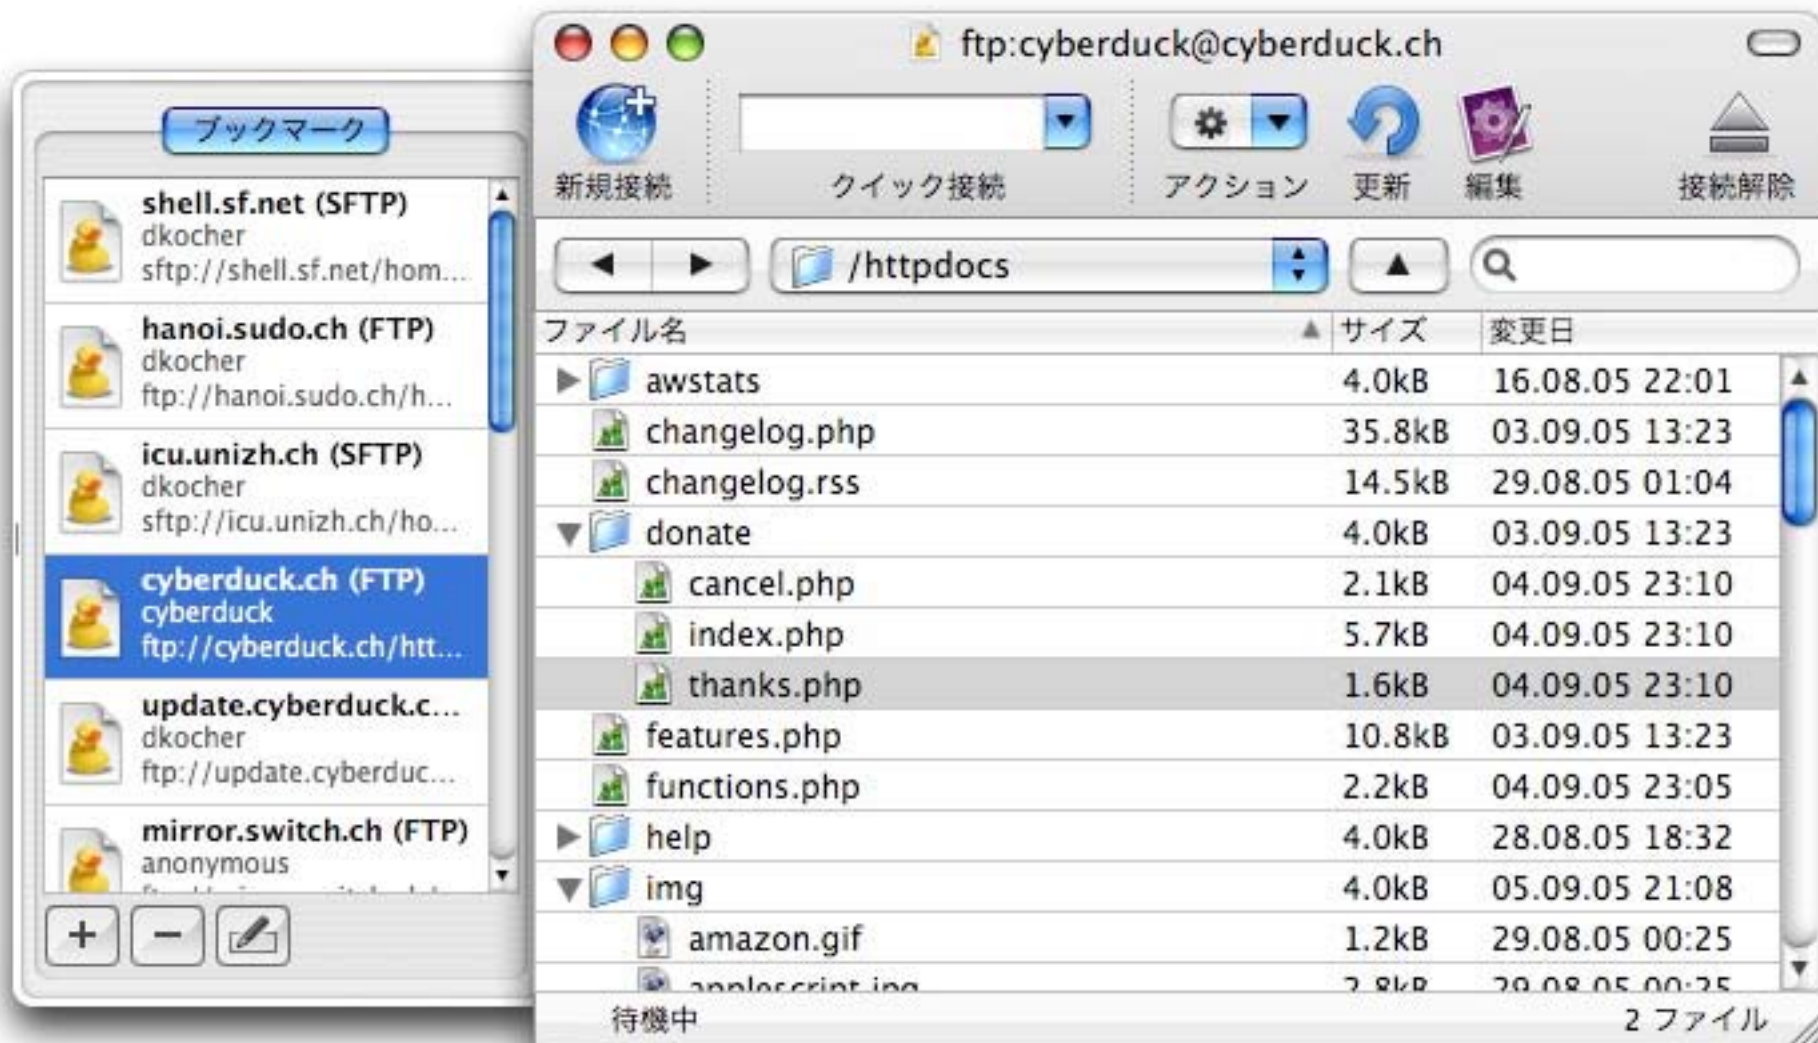 ftp:cyberduck@cyberduck.ch
新規接続
クイック接続
アクション
更新
編集
接続解除
ブックマーク
shell.sf.net (SFTP)
dkocher
sftp://shell.sf.net/hom...
hanoi.sudo.ch (FTP)
dkocher
ftp://hanoi.sudo.ch/h...
icu.unizh.ch (SFTP)
dkocher
sftp://icu.unizh.ch/ho...
cyberduck.ch (FTP)
cyberduck
ftp://cyberduck.ch/htt...
update.cyberduck.c...
dkocher
ftp://update.cyberduc...
mirror.switch.ch (FTP)
anonymous
/httpdocs
ファイル名 サイズ 変更日
awstats 4.0kB 16.08.05 22:01
changelog.php 35.8kB 03.09.05 13:23
changelog.rss 14.5kB 29.08.05 01:04
donate 4.0kB 03.09.05 13:23
cancel.php 2.1kB 04.09.05 23:10
index.php 5.7kB 04.09.05 23:10
thanks.php 1.6kB 04.09.05 23:10
features.php 10.8kB 03.09.05 13:23
functions.php 2.2kB 04.09.05 23:05
help 4.0kB 28.08.05 18:32
img 4.0kB 05.09.05 21:08
amazon.gif 1.2kB 29.08.05 00:25
applescript.jpg 2.8kB 29.08.05 00:25
待機中
2 ファイル